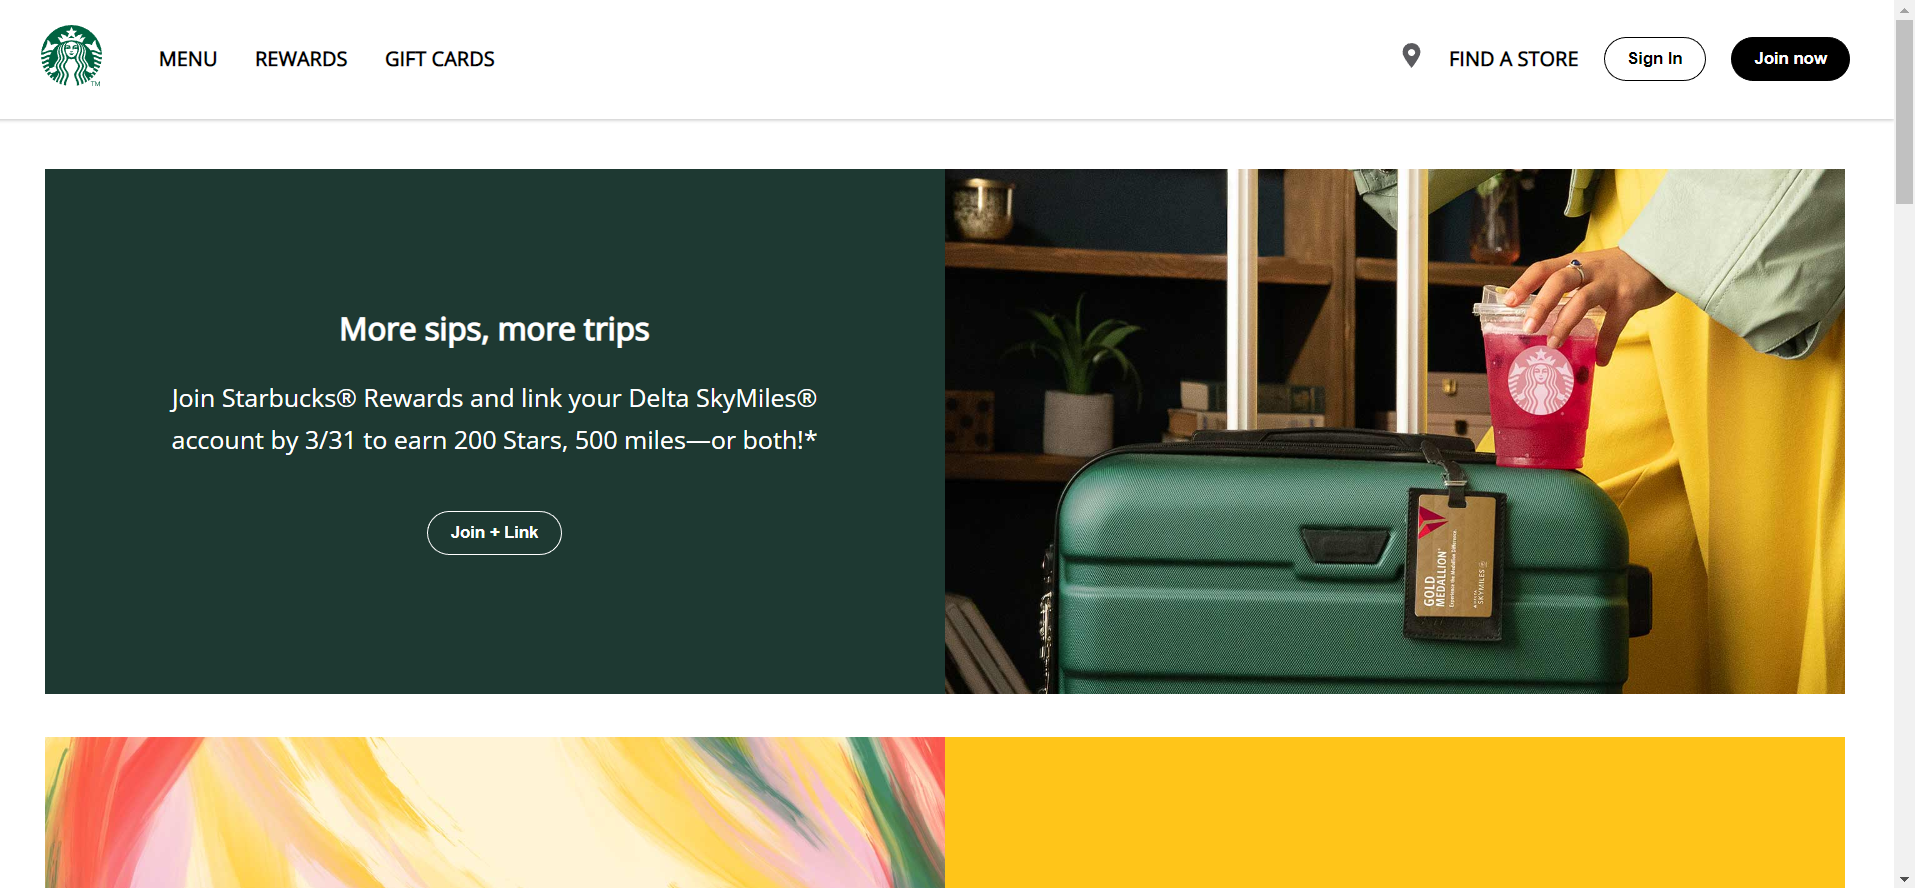 MENU
REWARDS
GIFT CARDS
FIND A STORE
Sign In
Join now
TM
More sips, more trips
Join Starbucks® Rewards and link your Delta SkyMiles®
account by 3/31 to earn 200 Stars, 500 miles—or both!*
Join + Link
GOLD
MEDALLION®
SKYMILES